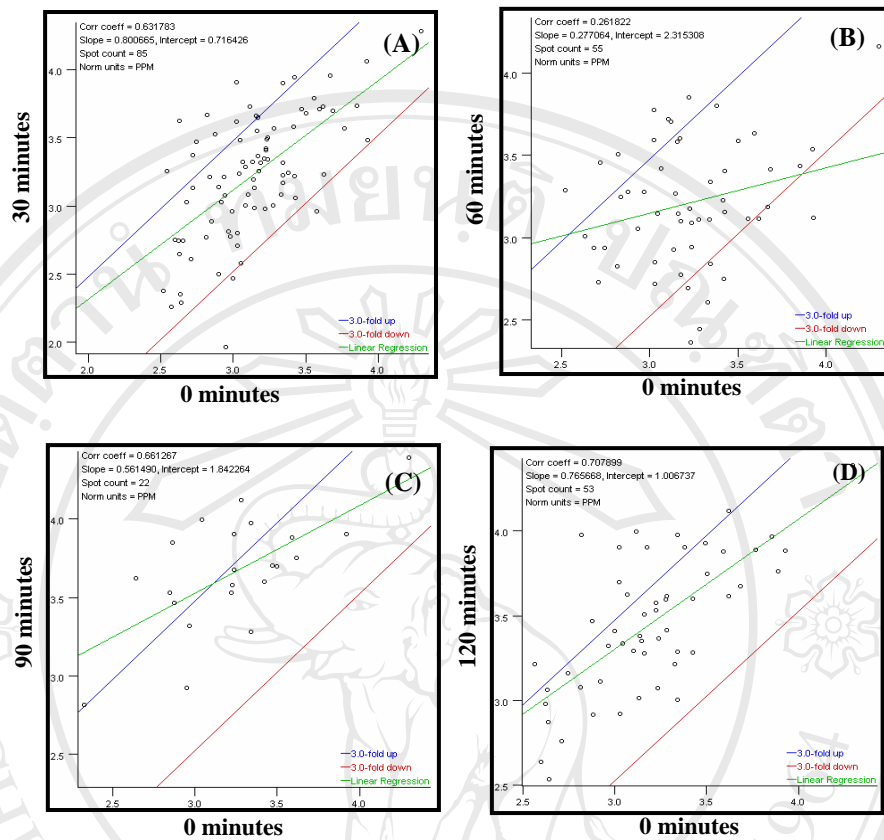 (A)
Corr coeff = 0.631783
Slope = 0.800665, Intercept = 0.716426
Spot count = 85
Norm units = PPM
30 minutes
4.0
3.5
3.0
2.5
2.0
3.0-fold up
3.0-fold down
Linear Regression
2.0 2.5 3.0 3.5 4.0
0 minutes
(B)
Corr coeff = 0.261822
Slope = 0.277064, Intercept = 2.315308
Spot count = 55
Norm units = PPM
60 minutes
4.0
3.5
3.0
2.5
3.0-fold up
3.0-fold down
Linear Regression
2.5 3.0 3.5 4.0
0 minutes
(C)
Corr coeff = 0.661267
Slope = 0.561490, Intercept = 1.842264
Spot count = 22
Norm units = PPM
90 minutes
4.0
3.5
3.0
2.5
3.0-fold up
3.0-fold down
Linear Regression
2.5 3.0 3.5 4.0
0 minutes
(D)
Corr coeff = 0.707899
Slope = 0.765668, Intercept = 1.006737
Spot count = 53
Norm units = PPM
120 minutes
4.0
3.5
3.0
2.5
3.0-fold up
3.0-fold down
Linear Regression
2.5 3.0 3.5 4.0
0 minutes